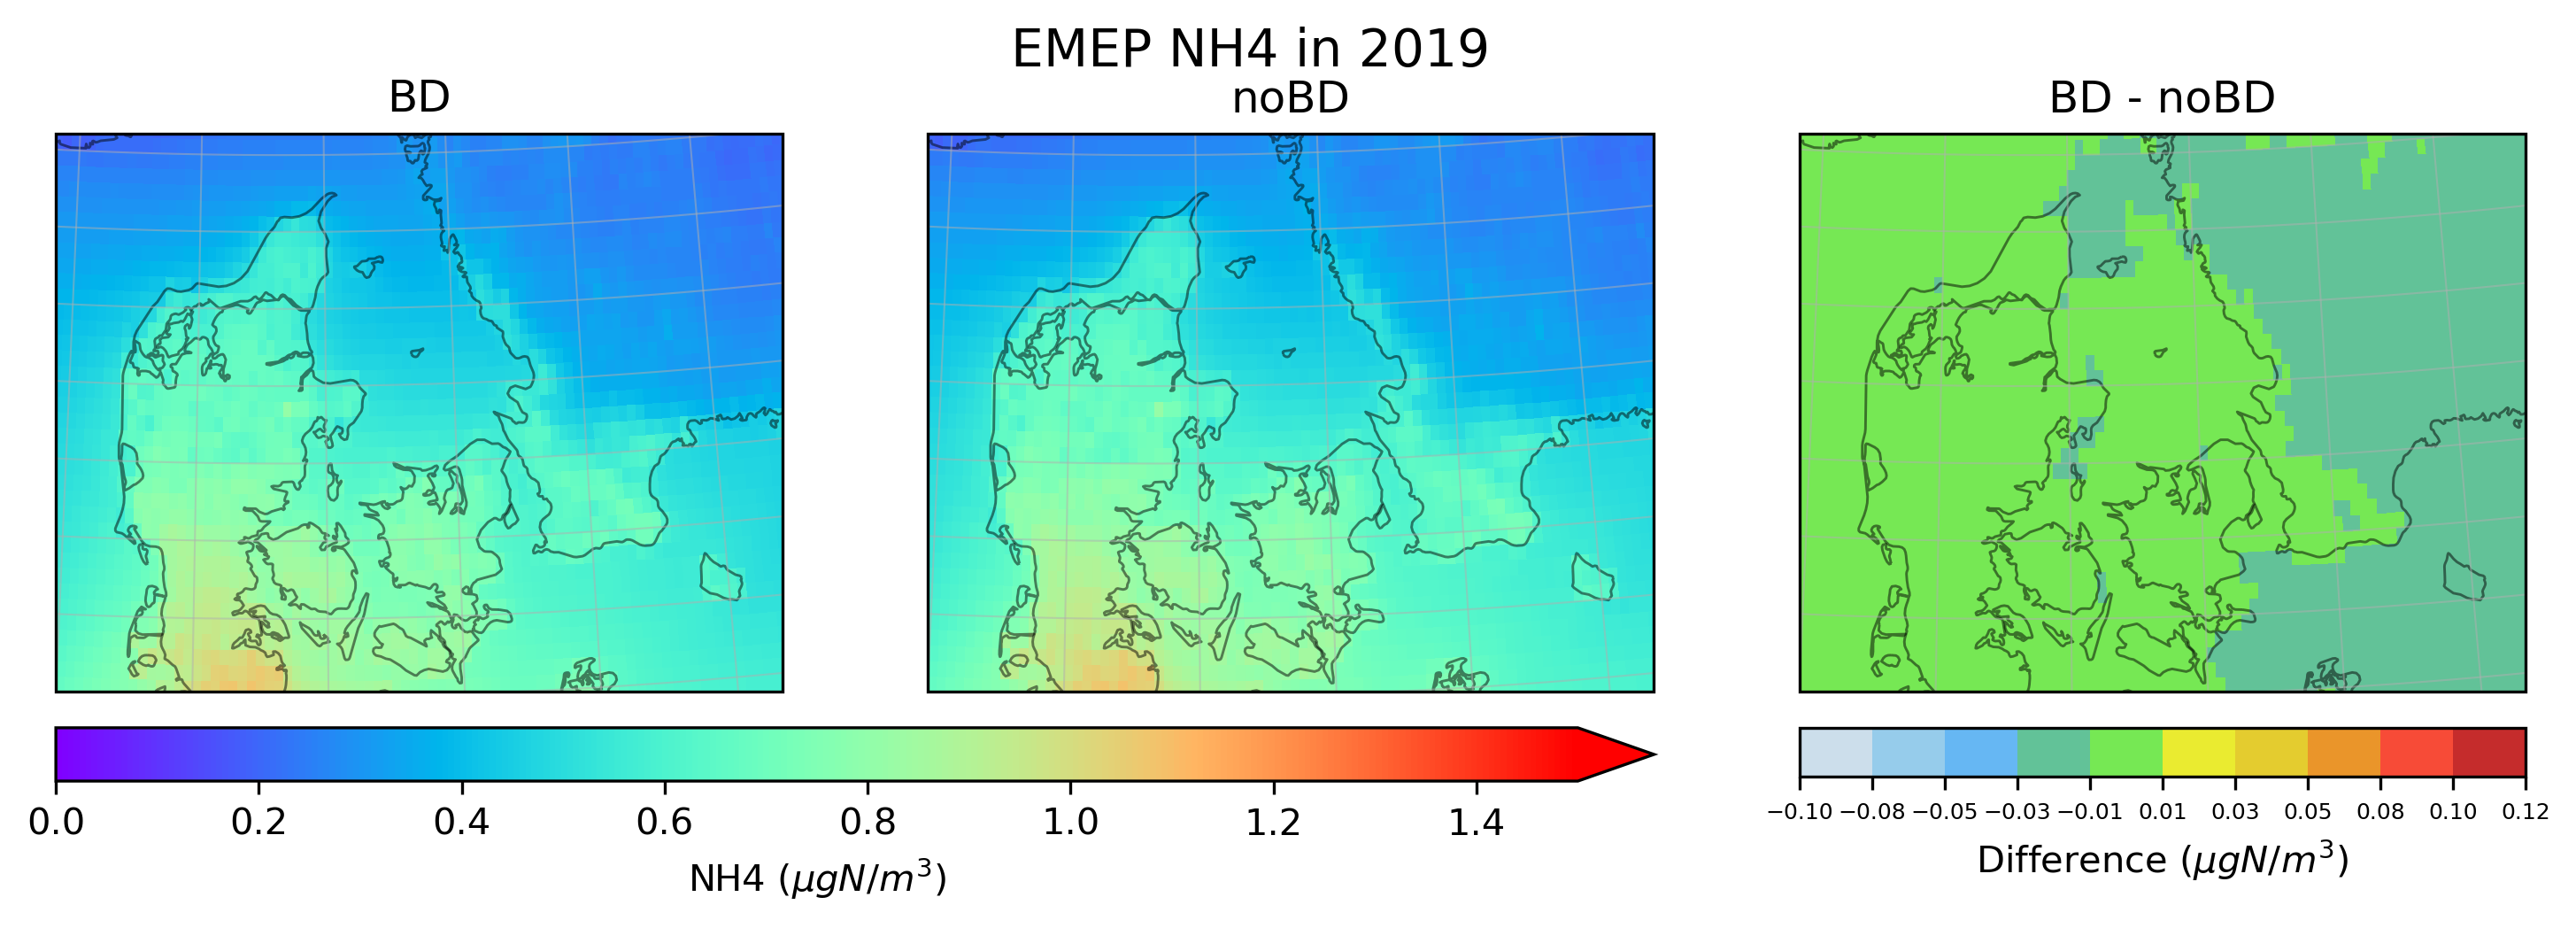 EMEP NH4 in 2019
BD
noBD
BD - noBD
0.0 0.2 0.4 0.6 0.8 1.0 1.2 1.4
NH4 (μgN/m³)
−0.10 −0.08 −0.05 −0.03 −0.01 0.01 0.03 0.05 0.08 0.10 0.12
Difference (μgN/m³)